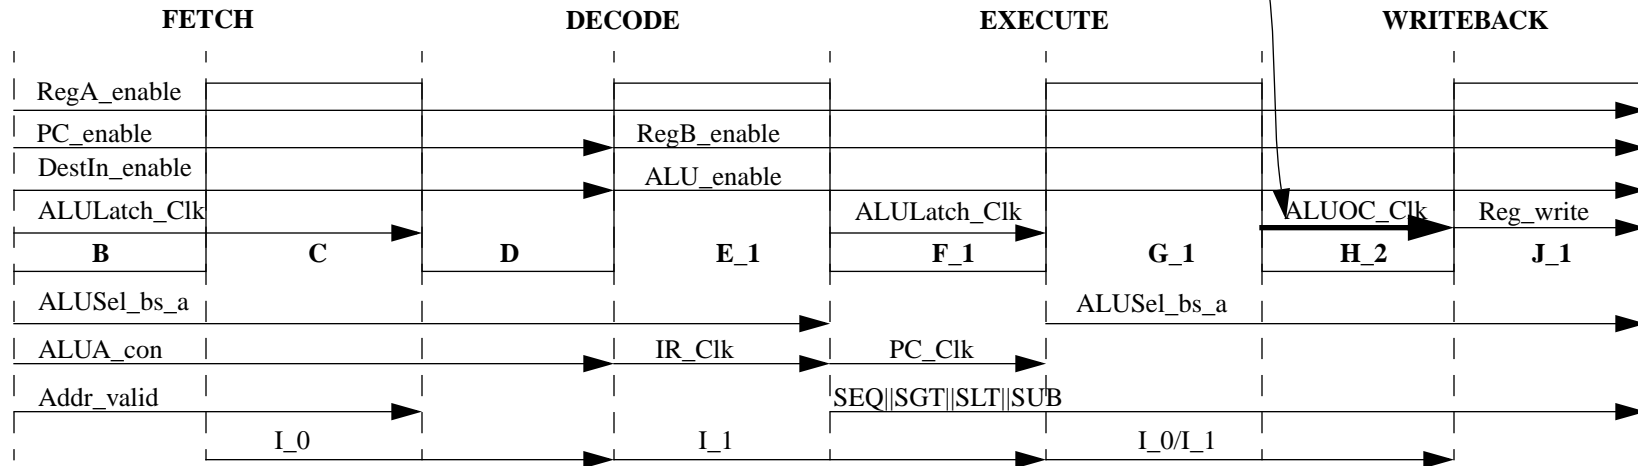 FETCH DECODE EXECUTE WRITEBACK
RegA_enable
PC_enable RegB_enable
DestIn_enable ALU_enable
ALULatch_Clk ALULatch_Clk ALUOC_Clk Reg_write
B C D E_1 F_1 G_1 H_2 J_1
ALUSel_bs_a ALUSel_bs_a
ALUA_con IR_Clk PC_Clk
Addr_valid SEQ||SGT||SLT||SUB
I_0 I_1 I_0/I_1